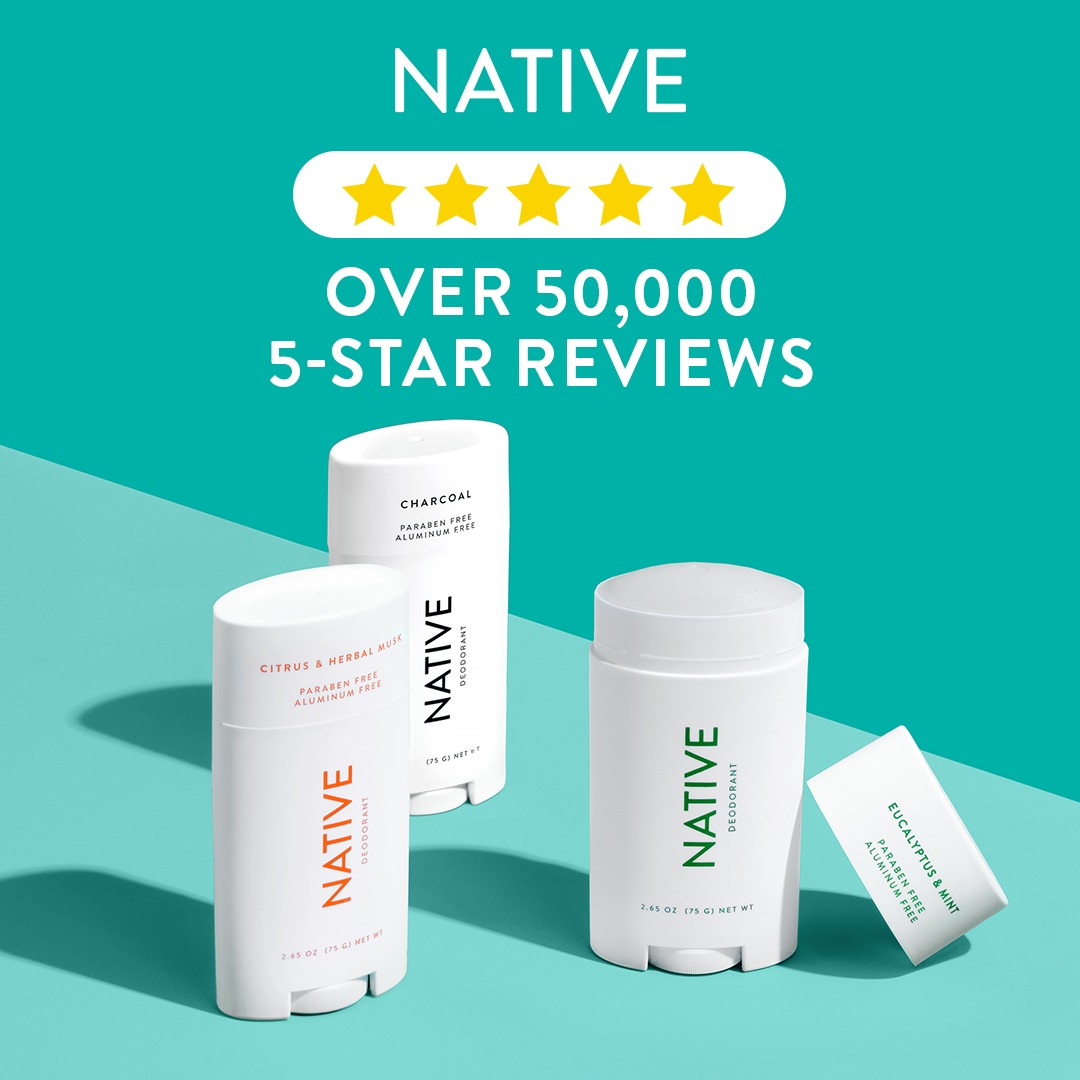 NATIVE
OVER 50,000
5-STAR REVIEWS
CHARCOAL
PARABEN FREE
ALUMINUM FREE
NATIVE
DEODORANT
(75 G) NET WT
CITRUS & HERBAL MUSK
PARABEN FREE
ALUMINUM FREE
NATIVE
DEODORANT
2.65 OZ (75 G) NET WT
NATIVE
DEODORANT
2.65 OZ (75 G) NET WT
EUCALYPTUS & MINT
PARABEN FREE
ALUMINUM FREE